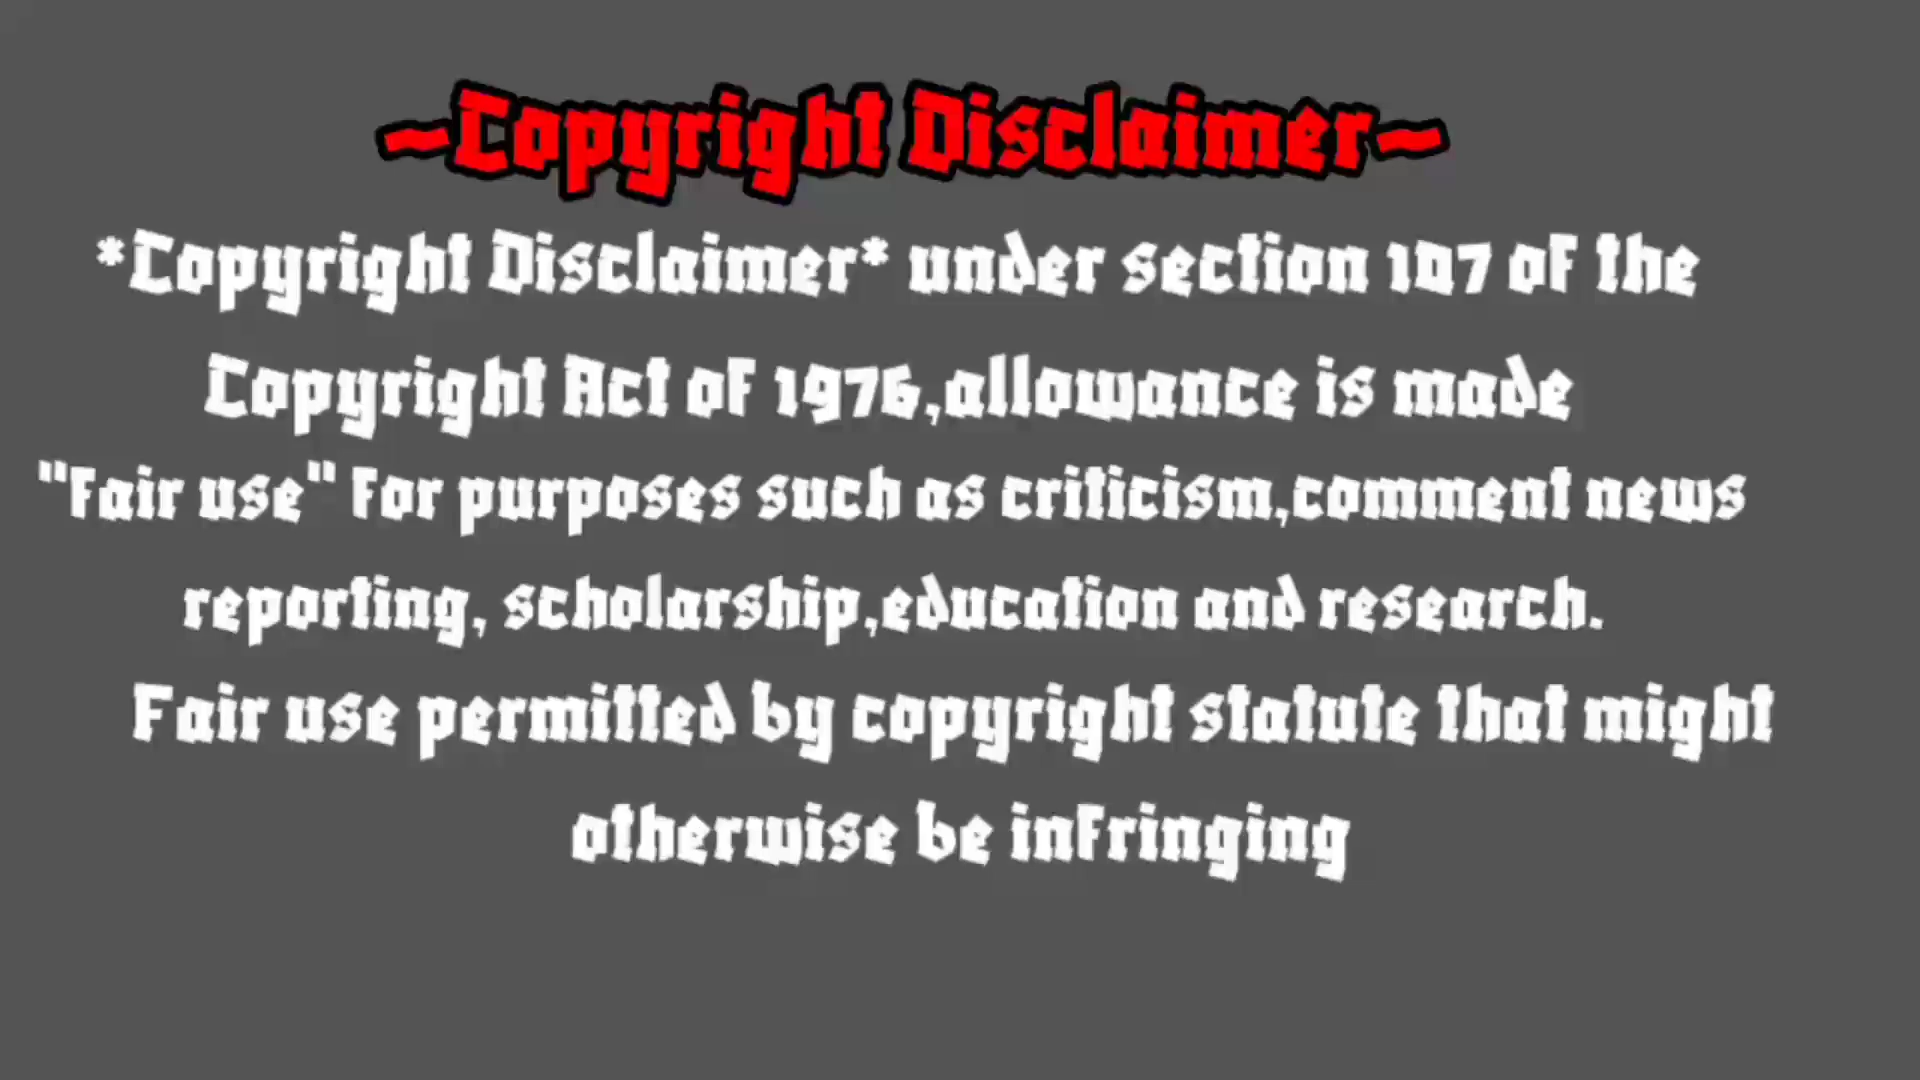 ~Copyright Disclaimer~
*Copyright Disclaimer* under section 107 of the
Copyright Act of 1976,allowance is made
"Fair use" for purposes such as criticism,comment news
reporting, scholarship,education and research.
Fair use permitted by copyright statute that might
otherwise be infringing